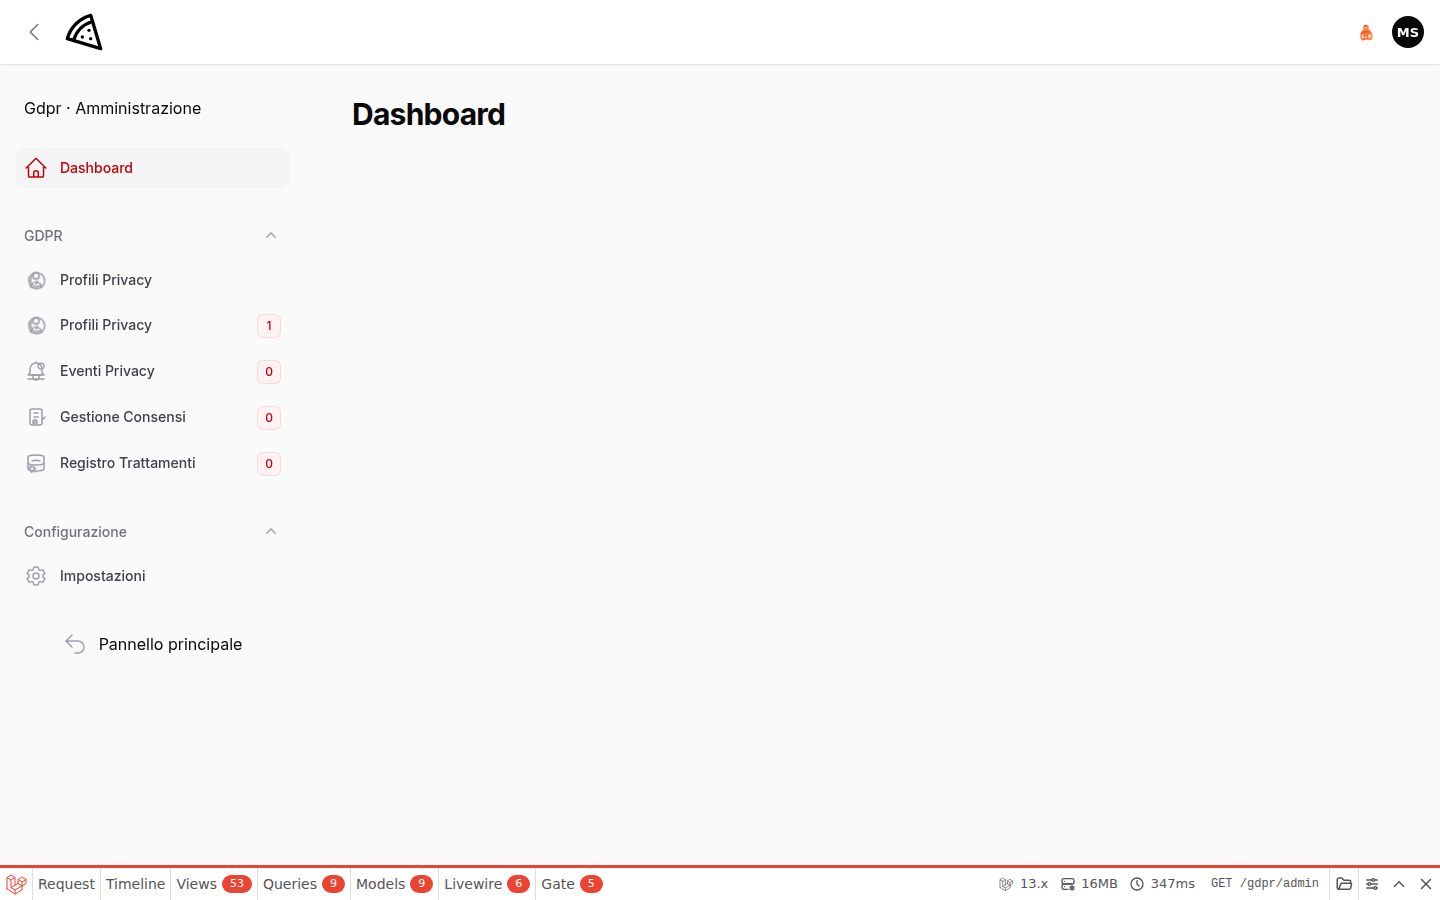 MS
Gdpr · Amministrazione
Dashboard
Dashboard
GDPR
Profili Privacy
Profili Privacy 1
Eventi Privacy 0
Gestione Consensi 0
Registro Trattamenti 0
Configurazione
Impostazioni
Pannello principale
Request Timeline Views 53 Queries 9 Models 9 Livewire 6 Gate 5 13.x 16MB 347ms GET /gdpr/admin